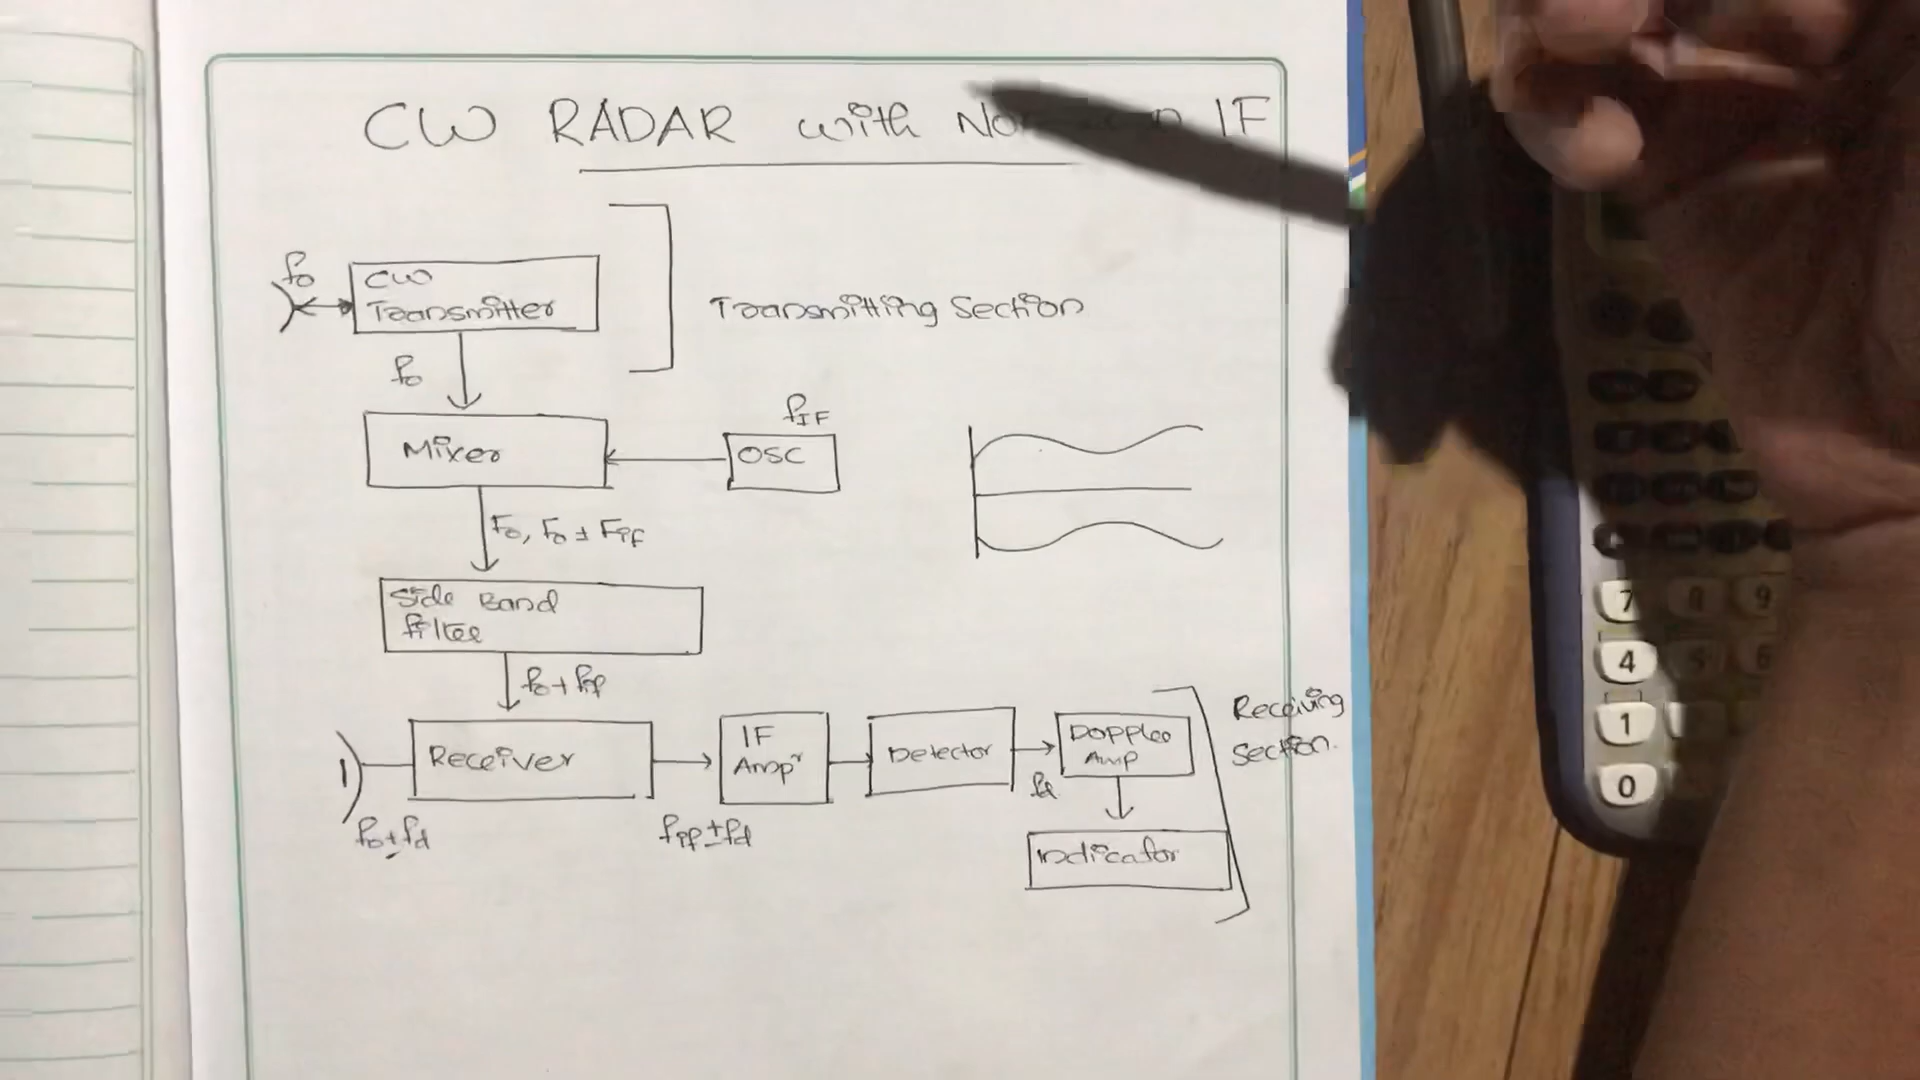 CW RADAR with IF
fo
CW
Transmitter
Transmitting Section
fo
fIF
Mixer
OSC
Fo, Fo ± Fif
Side Band
filter
fo + fif
Receiving
Section.
Receiver
IF
Ampr
Detector
Doppler
Amp
fd
fo ± fd
fif ± fd
Indicator
7 8 9
4 5 6
1
0